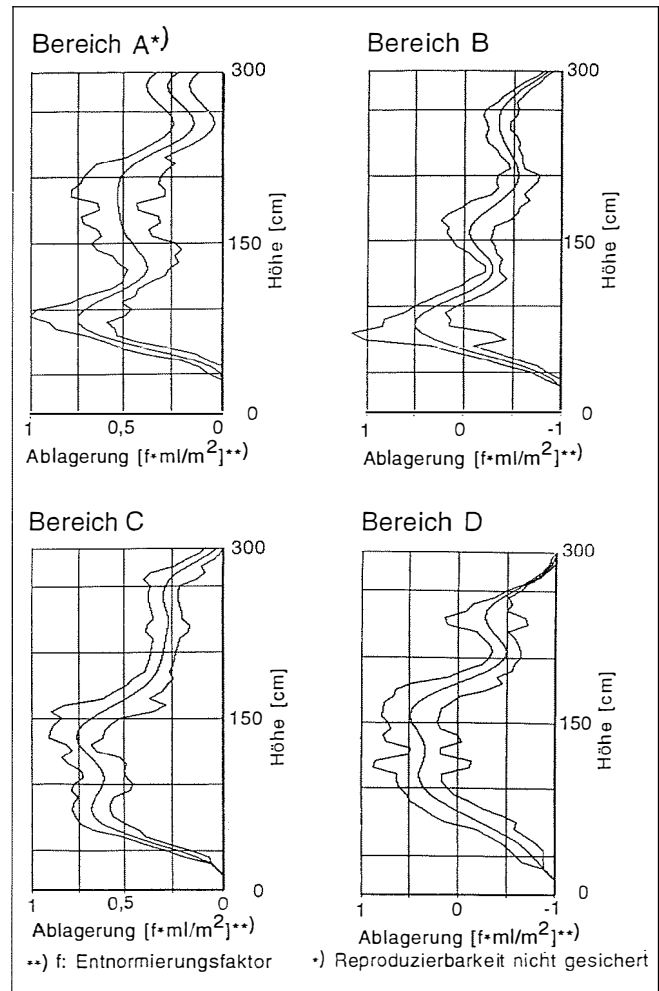 Bereich A*)
300
Höhe [cm]
150
0
1 0,5 0
Ablagerung [f*ml/m²]**)
Bereich B
300
Höhe [cm]
150
0
1 0 -1
Ablagerung [f*ml/m²]**)
Bereich C
300
Höhe [cm]
150
0
1 0,5 0
Ablagerung [f*ml/m²]**)
Bereich D
300
Höhe [cm]
150
0
1 0 -1
Ablagerung [f*ml/m²]**)
**) f: Entnormierungsfaktor
*) Reproduzierbarkeit nicht gesichert